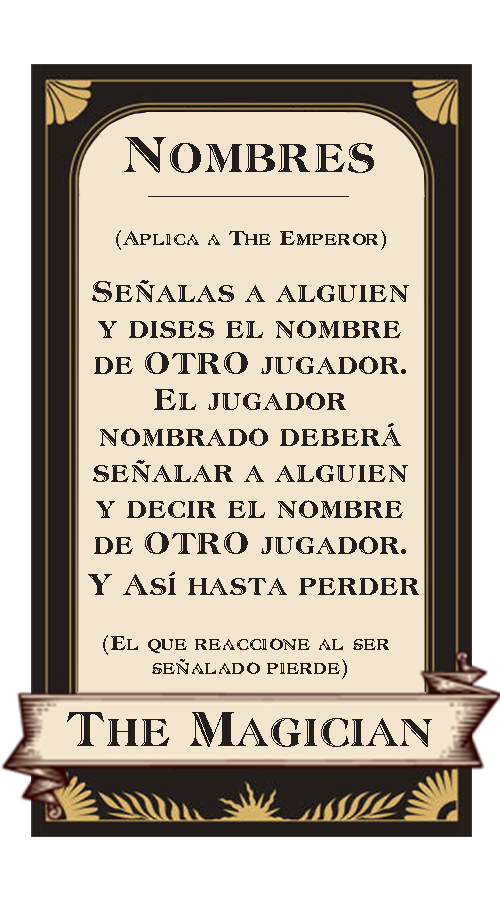 Nombres
(Aplica a The Emperor)
Señalas a alguien
y dises el nombre
de OTRO jugador.
El jugador
nombrado deberá
señalar a alguien
y decir el nombre
de OTRO jugador.
Y Así hasta perder
(El que reaccione al ser
señalado pierde)
The Magician